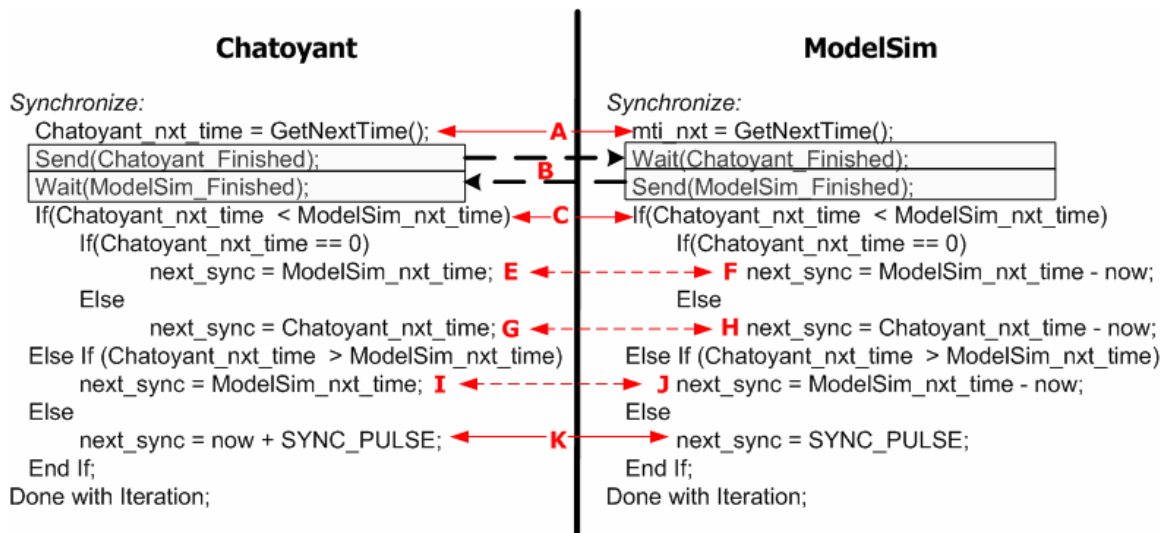 Chatoyant
Synchronize:
Chatoyant_nxt_time = GetNextTime();
Send(Chatoyant_Finished);
Wait(ModelSim_Finished);
If(Chatoyant_nxt_time < ModelSim_nxt_time)
If(Chatoyant_nxt_time == 0)
next_sync = ModelSim_nxt_time; E
Else
next_sync = Chatoyant_nxt_time; G
Else If (Chatoyant_nxt_time > ModelSim_nxt_time)
next_sync = ModelSim_nxt_time; I
Else
next_sync = now + SYNC_PULSE;
End If;
Done with Iteration;
A
B
C
K
ModelSim
Synchronize:
mti_nxt = GetNextTime();
Wait(Chatoyant_Finished);
Send(ModelSim_Finished);
If(Chatoyant_nxt_time < ModelSim_nxt_time)
If(Chatoyant_nxt_time == 0)
F next_sync = ModelSim_nxt_time - now;
Else
H next_sync = Chatoyant_nxt_time - now;
Else If (Chatoyant_nxt_time > ModelSim_nxt_time)
J next_sync = ModelSim_nxt_time - now;
Else
next_sync = SYNC_PULSE;
End If;
Done with Iteration;